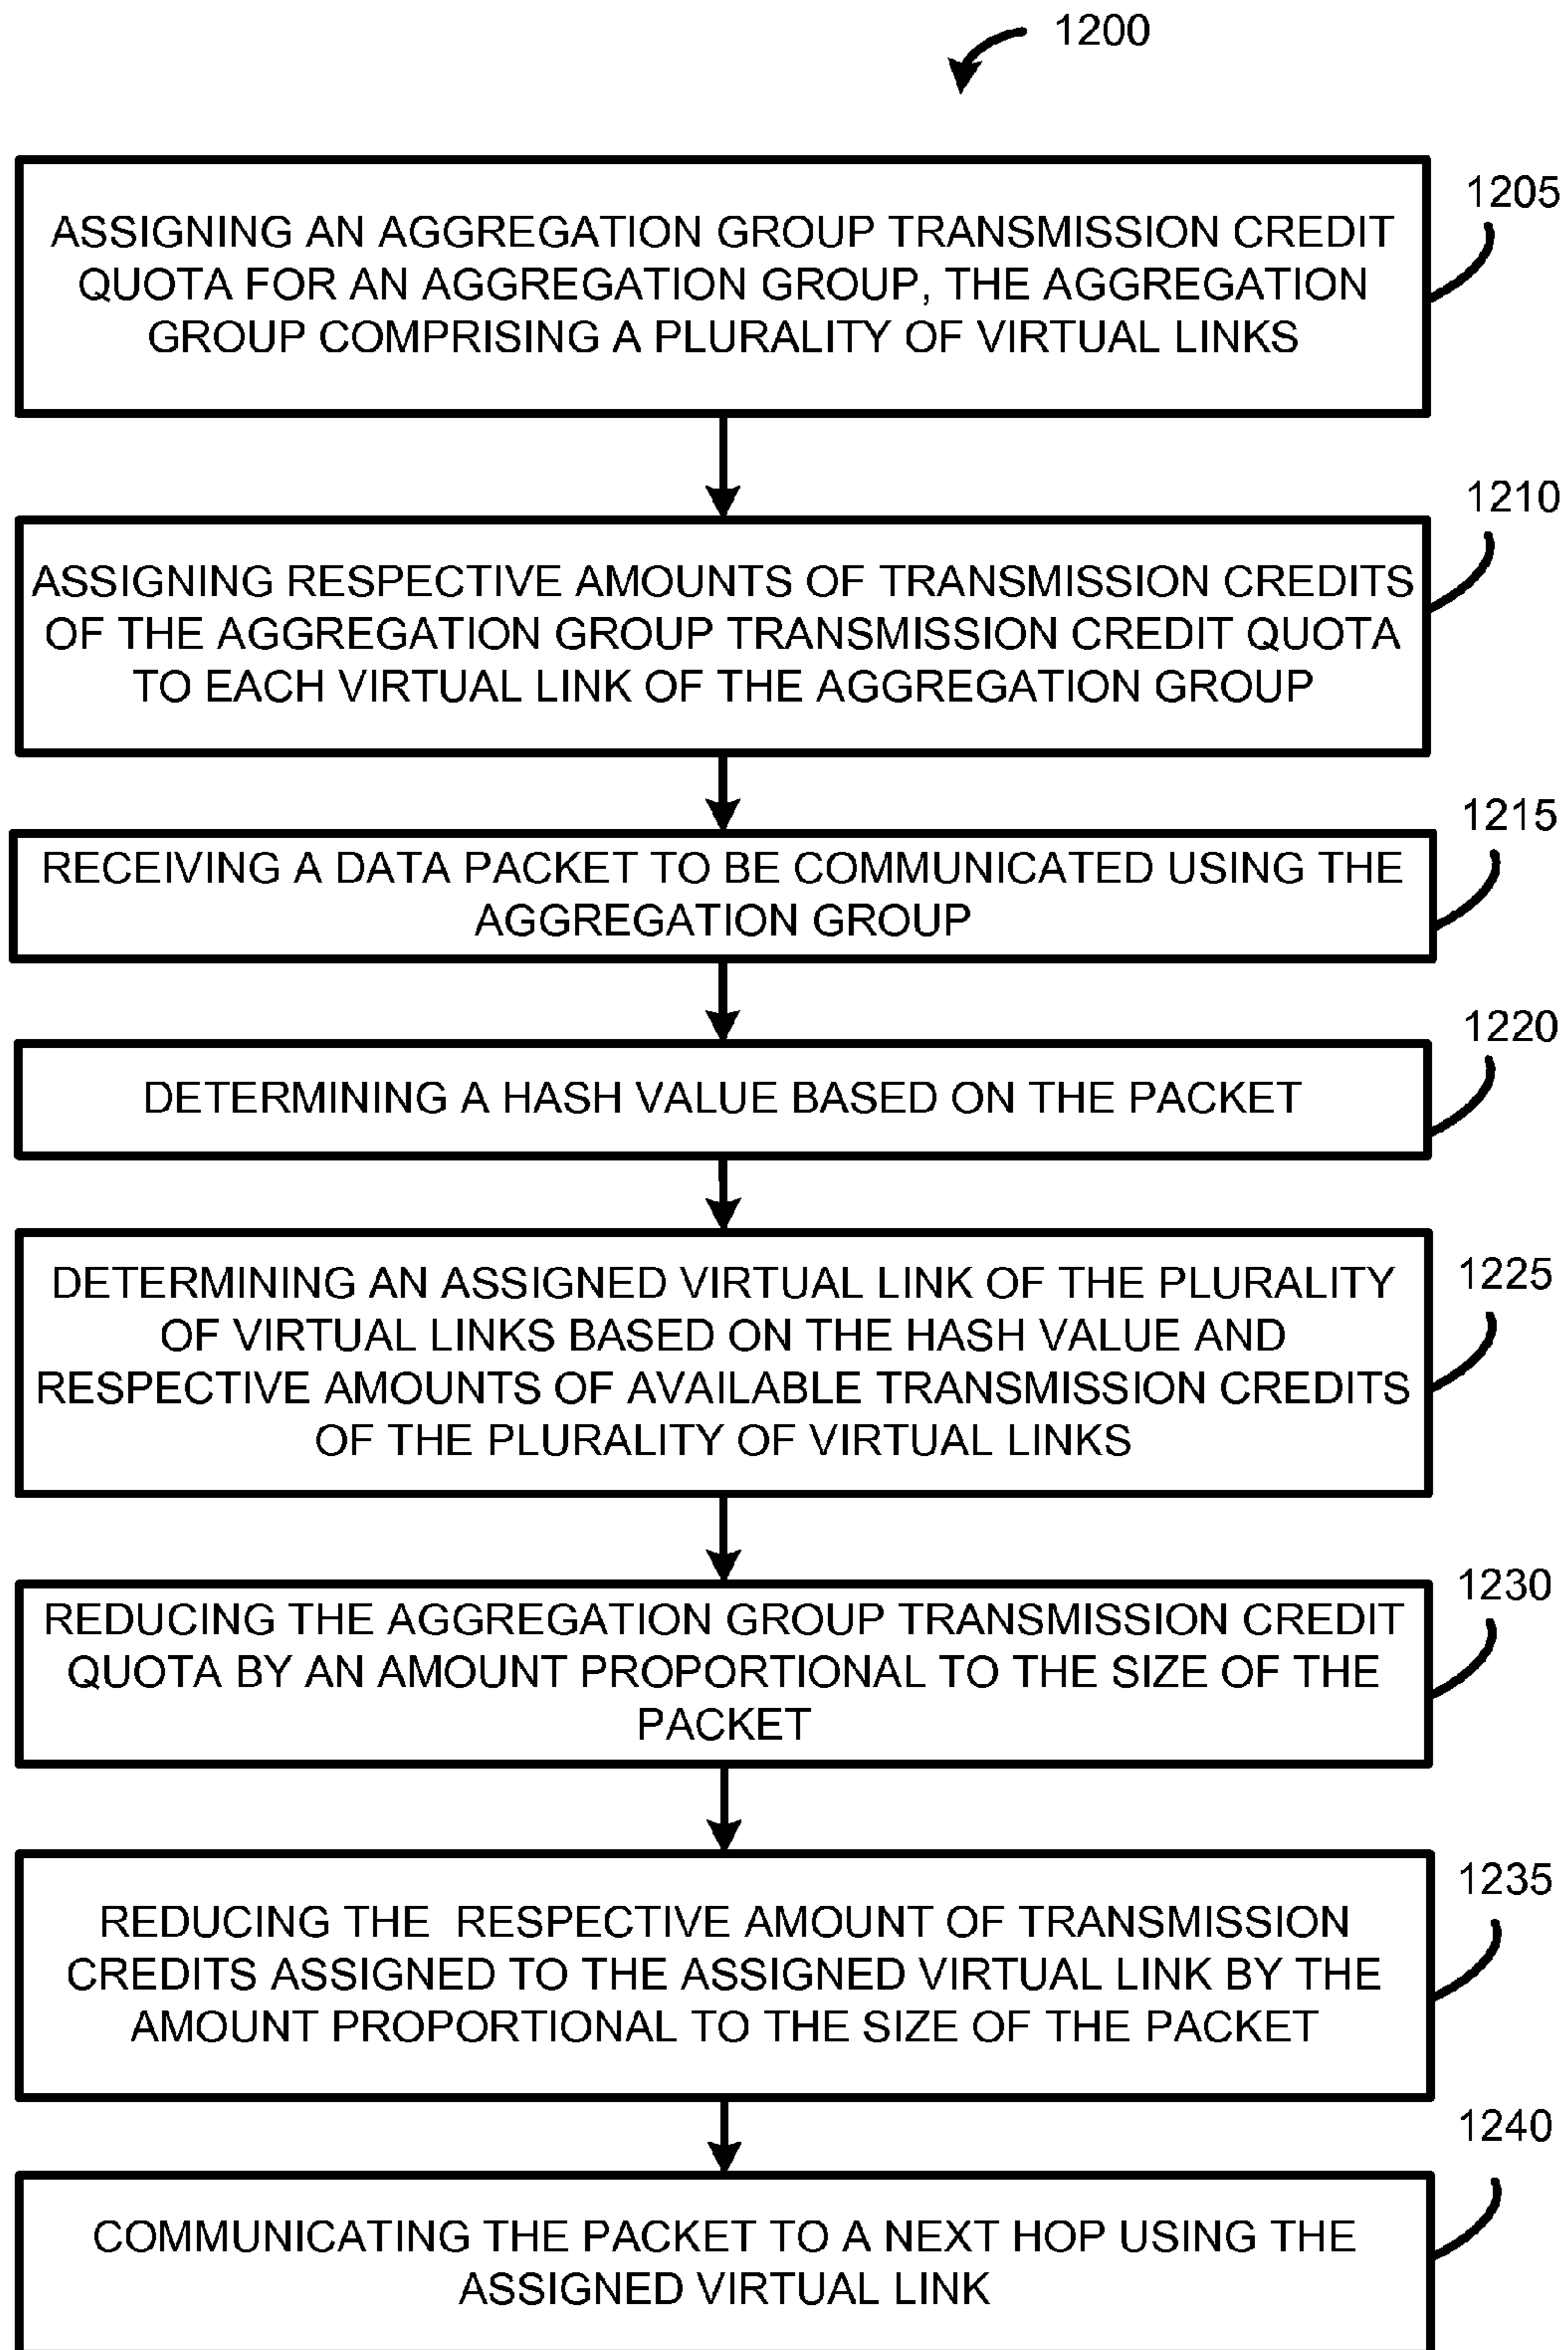 1200
ASSIGNING AN AGGREGATION GROUP TRANSMISSION CREDIT
QUOTA FOR AN AGGREGATION GROUP, THE AGGREGATION
GROUP COMPRISING A PLURALITY OF VIRTUAL LINKS
1205
ASSIGNING RESPECTIVE AMOUNTS OF TRANSMISSION CREDITS
OF THE AGGREGATION GROUP TRANSMISSION CREDIT QUOTA
TO EACH VIRTUAL LINK OF THE AGGREGATION GROUP
1210
RECEIVING A DATA PACKET TO BE COMMUNICATED USING THE
AGGREGATION GROUP
1215
DETERMINING A HASH VALUE BASED ON THE PACKET
1220
DETERMINING AN ASSIGNED VIRTUAL LINK OF THE PLURALITY
OF VIRTUAL LINKS BASED ON THE HASH VALUE AND
RESPECTIVE AMOUNTS OF AVAILABLE TRANSMISSION CREDITS
OF THE PLURALITY OF VIRTUAL LINKS
1225
REDUCING THE AGGREGATION GROUP TRANSMISSION CREDIT
QUOTA BY AN AMOUNT PROPORTIONAL TO THE SIZE OF THE
PACKET
1230
REDUCING THE RESPECTIVE AMOUNT OF TRANSMISSION
CREDITS ASSIGNED TO THE ASSIGNED VIRTUAL LINK BY THE
AMOUNT PROPORTIONAL TO THE SIZE OF THE PACKET
1235
COMMUNICATING THE PACKET TO A NEXT HOP USING THE
ASSIGNED VIRTUAL LINK
1240